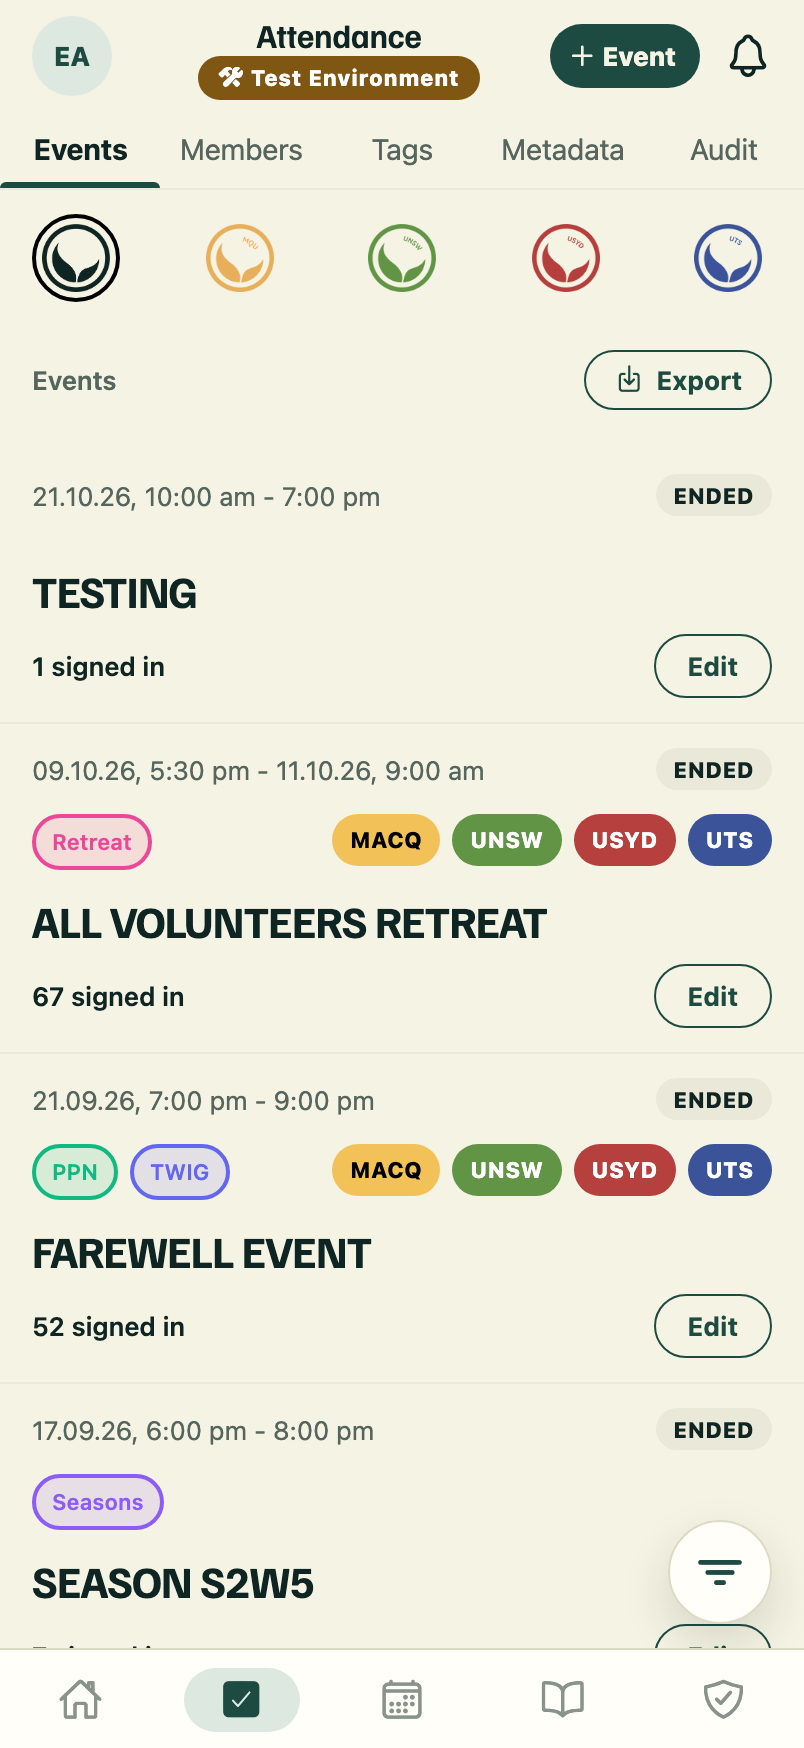 EA
Attendance
Test Environment
+ Event
Events Members Tags Metadata Audit
MQU UNSW USYD UTS
Events
Export
21.10.26, 10:00 am - 7:00 pm ENDED
TESTING
1 signed in Edit
09.10.26, 5:30 pm - 11.10.26, 9:00 am ENDED
Retreat MACQ UNSW USYD UTS
ALL VOLUNTEERS RETREAT
67 signed in Edit
21.09.26, 7:00 pm - 9:00 pm ENDED
PPN TWIG MACQ UNSW USYD UTS
FAREWELL EVENT
52 signed in Edit
17.09.26, 6:00 pm - 8:00 pm ENDED
Seasons
SEASON S2W5